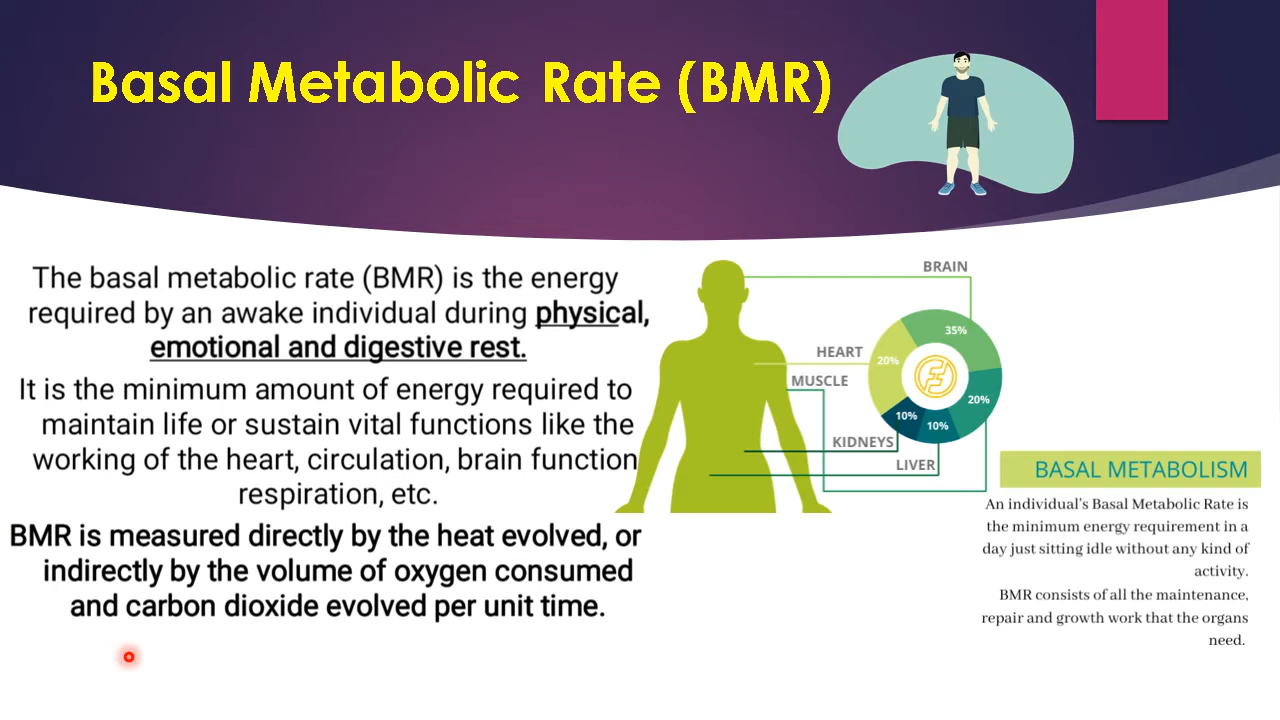 Basal Metabolic Rate (BMR)
The basal metabolic rate (BMR) is the energy
required by an awake individual during physical,
emotional and digestive rest.
It is the minimum amount of energy required to
maintain life or sustain vital functions like the
working of the heart, circulation, brain function
respiration, etc.
BMR is measured directly by the heat evolved, or
indirectly by the volume of oxygen consumed
and carbon dioxide evolved per unit time.
BRAIN
35%
HEART
20%
MUSCLE
20%
10%
10%
KIDNEYS
LIVER
BASAL METABOLISM
An individual's Basal Metabolic Rate is
the minimum energy requirement in a
day just sitting idle without any kind of
activity.
BMR consists of all the maintenance,
repair and growth work that the organs
need.